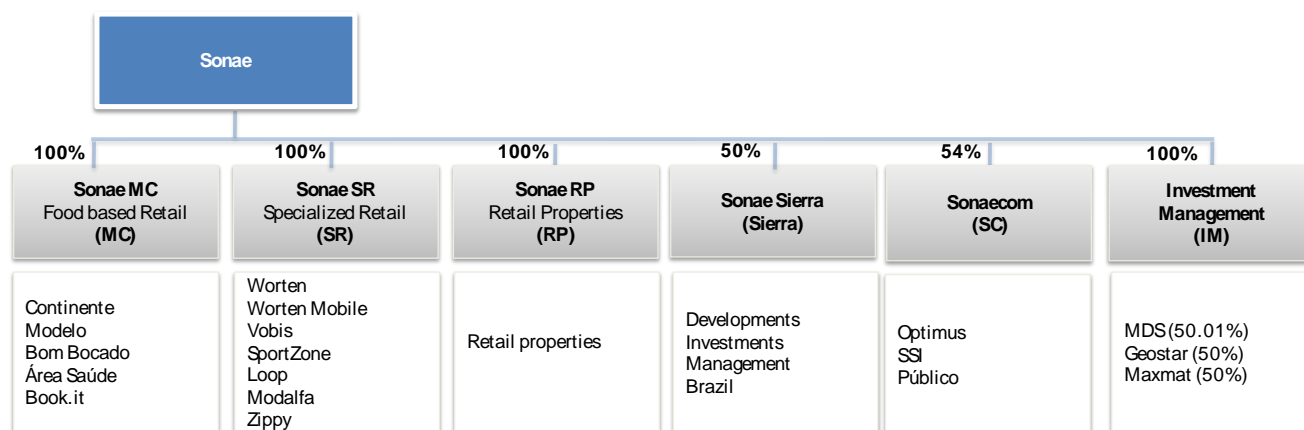 Sonae
100%
Sonae MC
Food based Retail
(MC)
Continente
Modelo
Bom Bocado
Área Saúde
Book.it
100%
Sonae SR
Specialized Retail
(SR)
Worten
Worten Mobile
Vobis
SportZone
Loop
Modalfa
Zippy
100%
Sonae RP
Retail Properties
(RP)
Retail properties
50%
Sonae Sierra
(Sierra)
Developments
Investments
Management
Brazil
54%
Sonaecom
(SC)
Optimus
SSI
Público
100%
Investment
Management
(IM)
MDS (50.01%)
Geostar (50%)
Maxmat (50%)